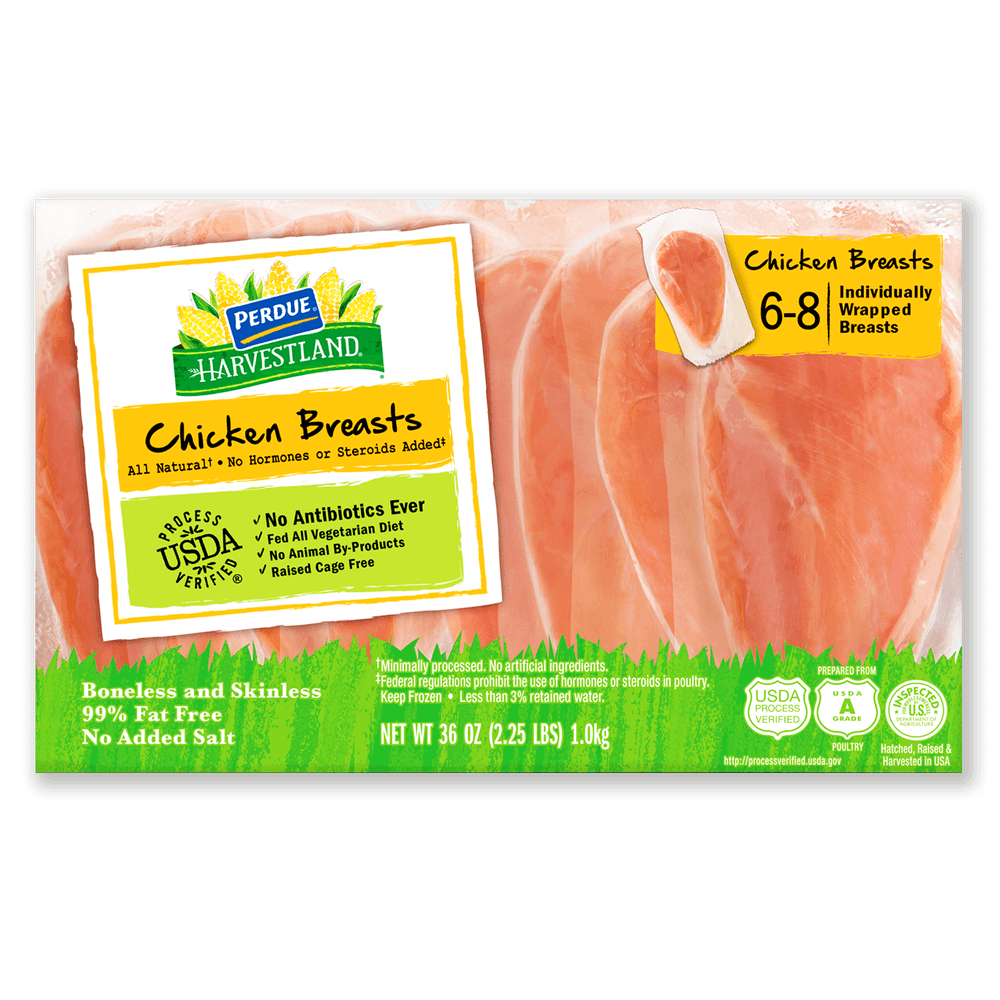 PERDUE®
HARVESTLAND®
Chicken Breasts
All Natural† • No Hormones or Steroids Added‡
PROCESS
USDA
VERIFIED®
✓ No Antibiotics Ever
✓ Fed All Vegetarian Diet
✓ No Animal By-Products
✓ Raised Cage Free
Chicken Breasts
6-8
Individually
Wrapped
Breasts
Boneless and Skinless
99% Fat Free
No Added Salt
†Minimally processed. No artificial ingredients.
‡Federal regulations prohibit the use of hormones or steroids in poultry.
Keep Frozen • Less than 3% retained water.
NET WT 36 OZ (2.25 LBS) 1.0kg
USDA
PROCESS
VERIFIED
PREPARED FROM
USDA
A
GRADE
POULTRY
http://processverified.usda.gov
INSPECTED
U.S.
DEPARTMENT OF
AGRICULTURE
Hatched, Raised &
Harvested in USA